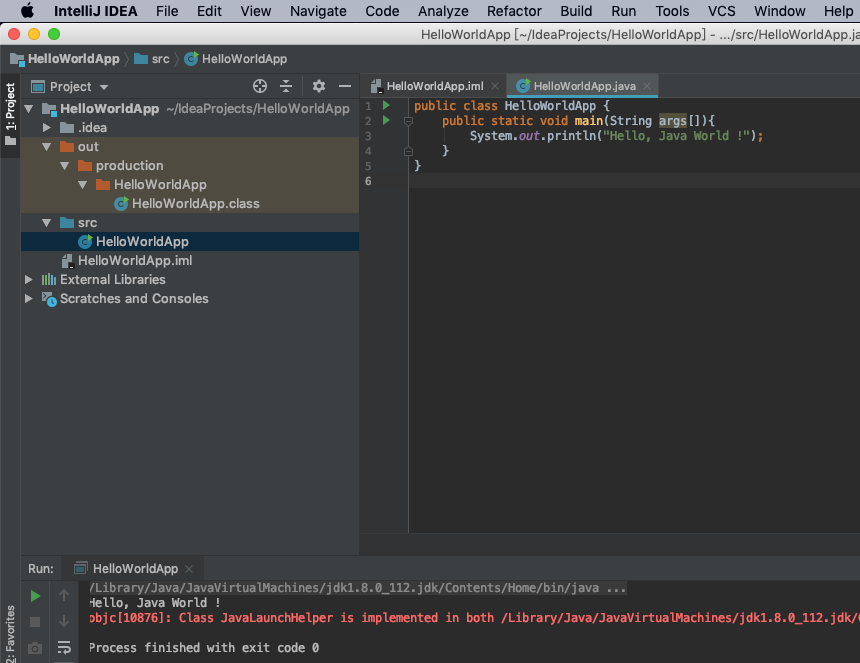 IntelliJ IDEA File Edit View Navigate Code Analyze Refactor Build Run Tools VCS Window Help
HelloWorldApp [~/IdeaProjects/HelloWorldApp] - .../src/HelloWorldApp.ja
HelloWorldApp src HelloWorldApp
1: Project
Project
HelloWorldApp ~/IdeaProjects/HelloWorldApp
.idea
out
production
HelloWorldApp
HelloWorldApp.class
src
HelloWorldApp
HelloWorldApp.iml
External Libraries
Scratches and Consoles
HelloWorldApp.iml HelloWorldApp.java
1 public class HelloWorldApp {
2 public static void main(String args[]){
3 System.out.println("Hello, Java World !");
4 }
5 }
6
Run: HelloWorldApp
2: Favorites
/Library/Java/JavaVirtualMachines/jdk1.8.0_112.jdk/Contents/Home/bin/java ...
Hello, Java World !
objc[10876]: Class JavaLaunchHelper is implemented in both /Library/Java/JavaVirtualMachines/jdk1.8.0_112.jdk/
Process finished with exit code 0